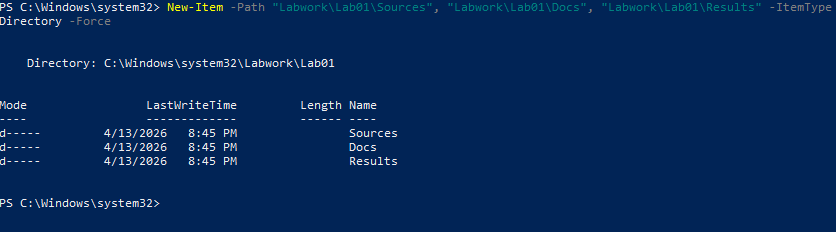 PS C:\Windows\system32> New-Item -Path "Labwork\Lab01\Sources", "Labwork\Lab01\Docs", "Labwork\Lab01\Results" -ItemType
Directory -Force
    Directory: C:\Windows\system32\Labwork\Lab01
Mode                 LastWriteTime         Length Name
----                 -------------         ------ ----
d-----         4/13/2026   8:45 PM                Sources
d-----         4/13/2026   8:45 PM                Docs
d-----         4/13/2026   8:45 PM                Results
PS C:\Windows\system32>